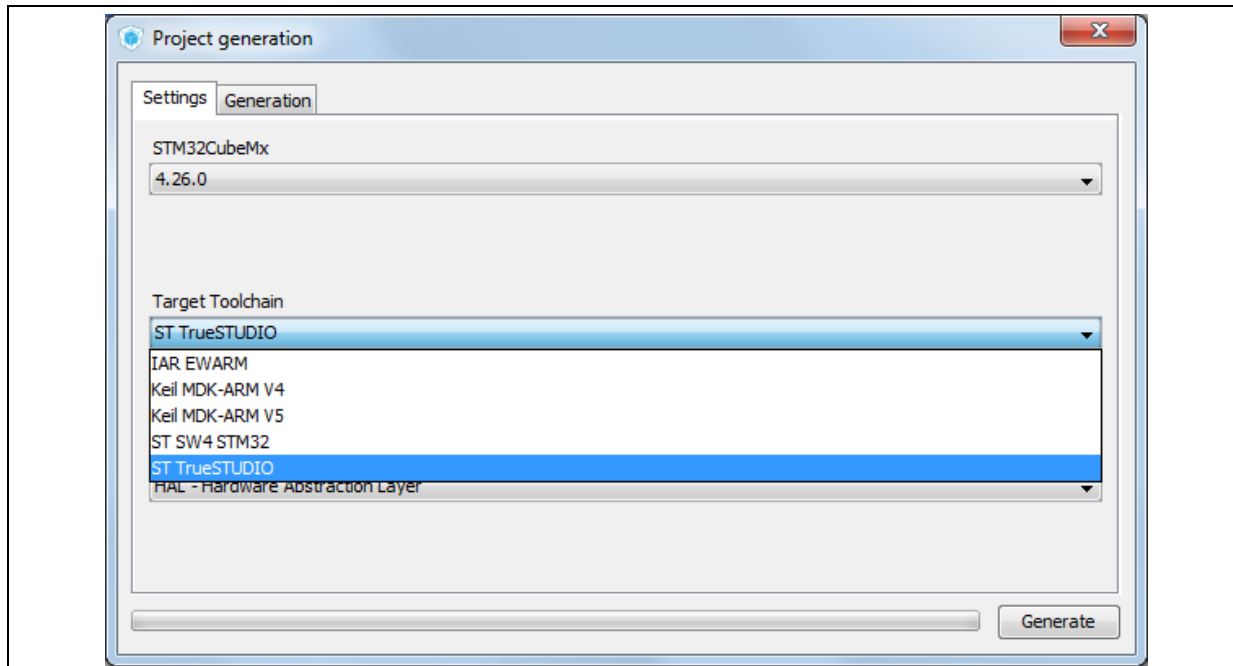 Project generation
Settings Generation
STM32CubeMx
4.26.0
Target Toolchain
ST TrueSTUDIO
IAR EWARM
Keil MDK-ARM V4
Keil MDK-ARM V5
ST SW4 STM32
ST TrueSTUDIO
HAL - Hardware Abstraction Layer
Generate